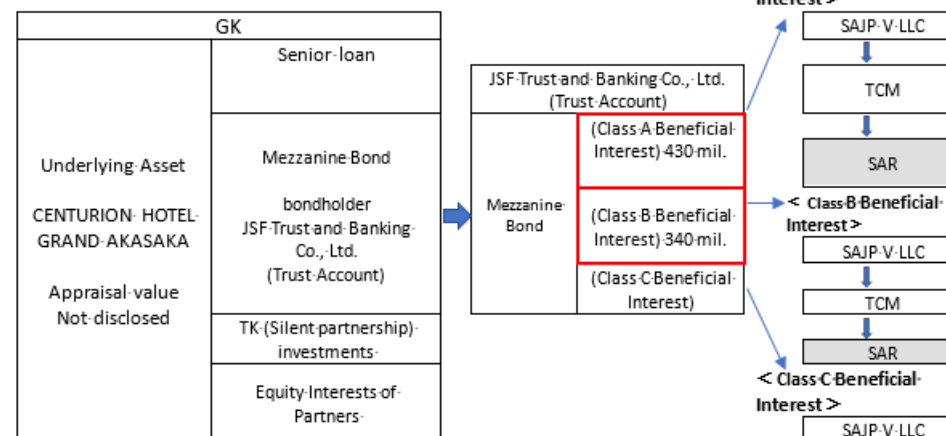 GK
Underlying Asset
CENTURION HOTEL
GRAND AKASAKA
Appraisal value
Not disclosed
Senior loan
Mezzanine Bond
bondholder
JSF Trust and Banking
Co., Ltd.
(Trust Account)
TK (Silent partnership)
investments
Equity Interests of
Partners
JSF Trust and Banking Co., Ltd.
(Trust Account)
Mezzanine
Bond
(Class A Beneficial
Interest) 430 mil.
(Class B Beneficial
Interest) 340 mil.
(Class C Beneficial
Interest)
Interest >
SAJP V LLC
TCM
SAR
< Class B Beneficial
Interest >
SAJP V LLC
TCM
SAR
< Class C Beneficial
Interest >
SAJP V LLC